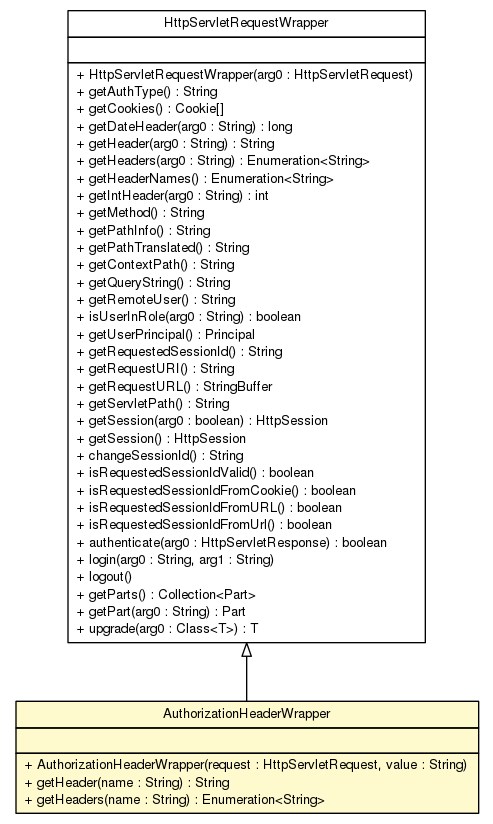 HttpServletRequestWrapper
+ HttpServletRequestWrapper(arg0 : HttpServletRequest)
+ getAuthType() : String
+ getCookies() : Cookie[]
+ getDateHeader(arg0 : String) : long
+ getHeader(arg0 : String) : String
+ getHeaders(arg0 : String) : Enumeration<String>
+ getHeaderNames() : Enumeration<String>
+ getIntHeader(arg0 : String) : int
+ getMethod() : String
+ getPathInfo() : String
+ getPathTranslated() : String
+ getContextPath() : String
+ getQueryString() : String
+ getRemoteUser() : String
+ isUserInRole(arg0 : String) : boolean
+ getUserPrincipal() : Principal
+ getRequestedSessionId() : String
+ getRequestURI() : String
+ getRequestURL() : StringBuffer
+ getServletPath() : String
+ getSession(arg0 : boolean) : HttpSession
+ getSession() : HttpSession
+ changeSessionId() : String
+ isRequestedSessionIdValid() : boolean
+ isRequestedSessionIdFromCookie() : boolean
+ isRequestedSessionIdFromURL() : boolean
+ isRequestedSessionIdFromUrl() : boolean
+ authenticate(arg0 : HttpServletResponse) : boolean
+ login(arg0 : String, arg1 : String)
+ logout()
+ getParts() : Collection<Part>
+ getPart(arg0 : String) : Part
+ upgrade(arg0 : Class<T>) : T
AuthorizationHeaderWrapper
+ AuthorizationHeaderWrapper(request : HttpServletRequest, value : String)
+ getHeader(name : String) : String
+ getHeaders(name : String) : Enumeration<String>